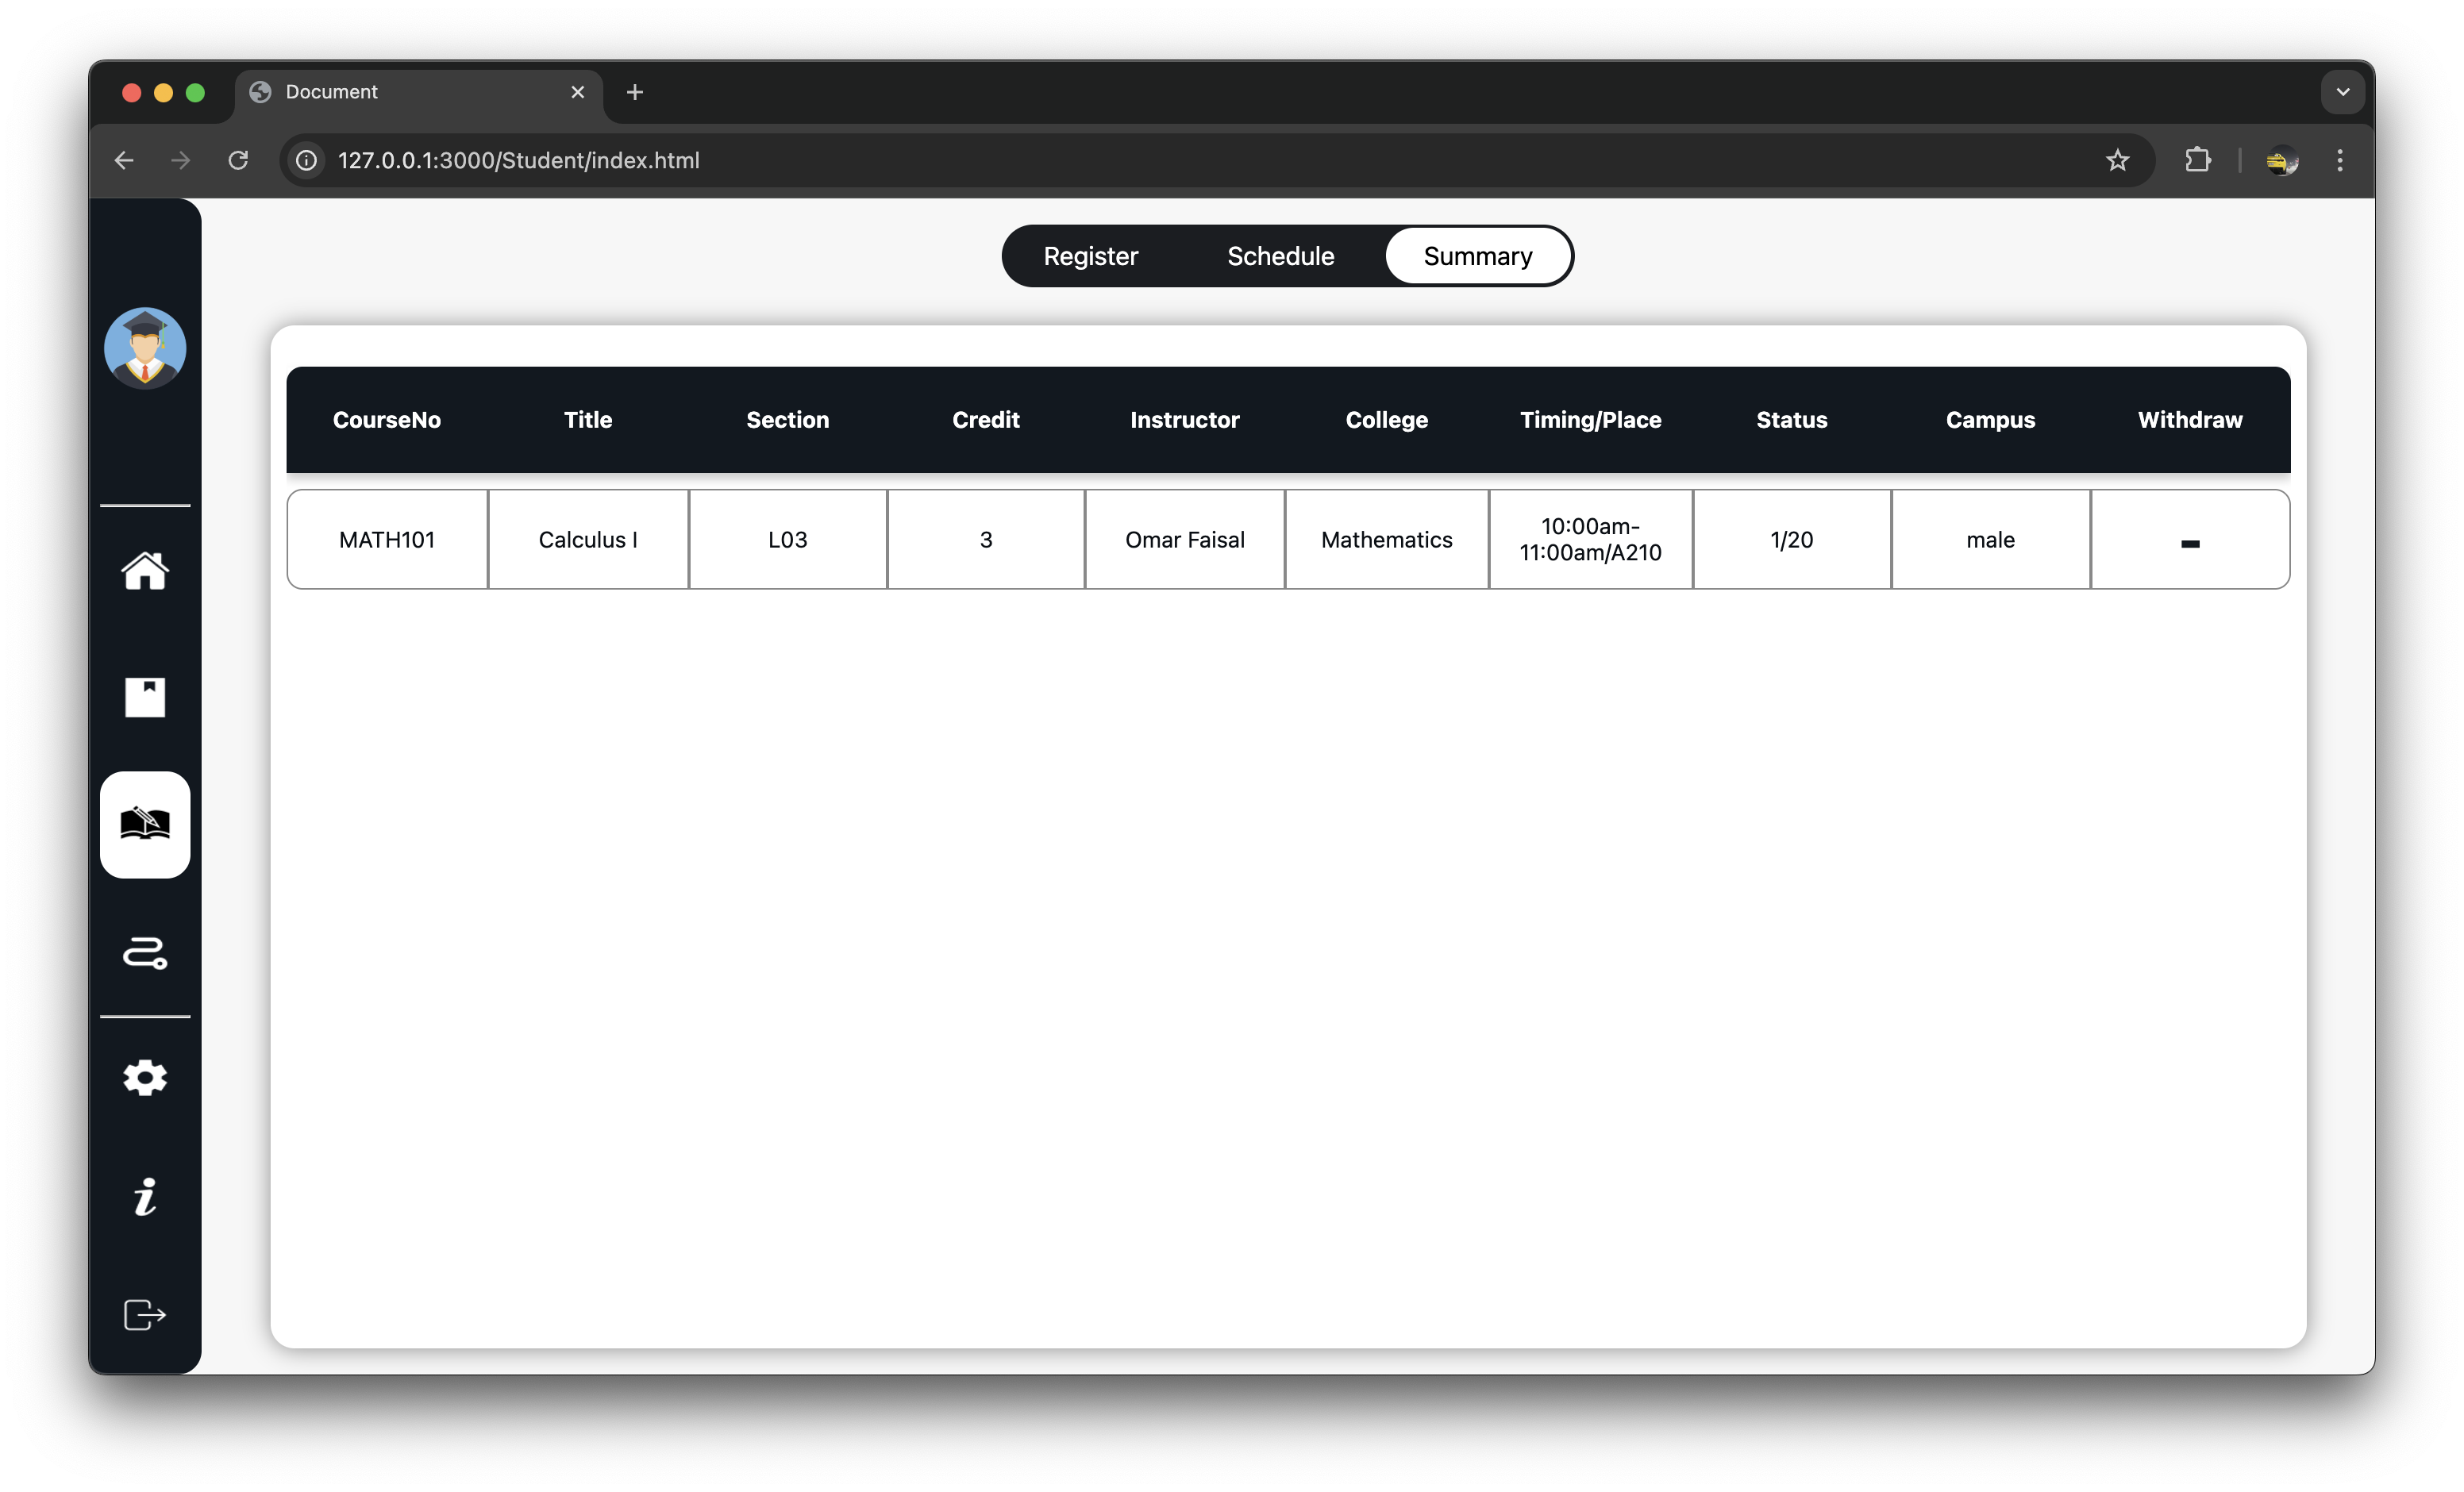 Document
127.0.0.1:3000/Student/index.html
Register Schedule Summary
CourseNo Title Section Credit Instructor College Timing/Place Status Campus Withdraw
MATH101 Calculus I L03 3 Omar Faisal Mathematics 10:00am-
11:00am/A210 1/20 male -